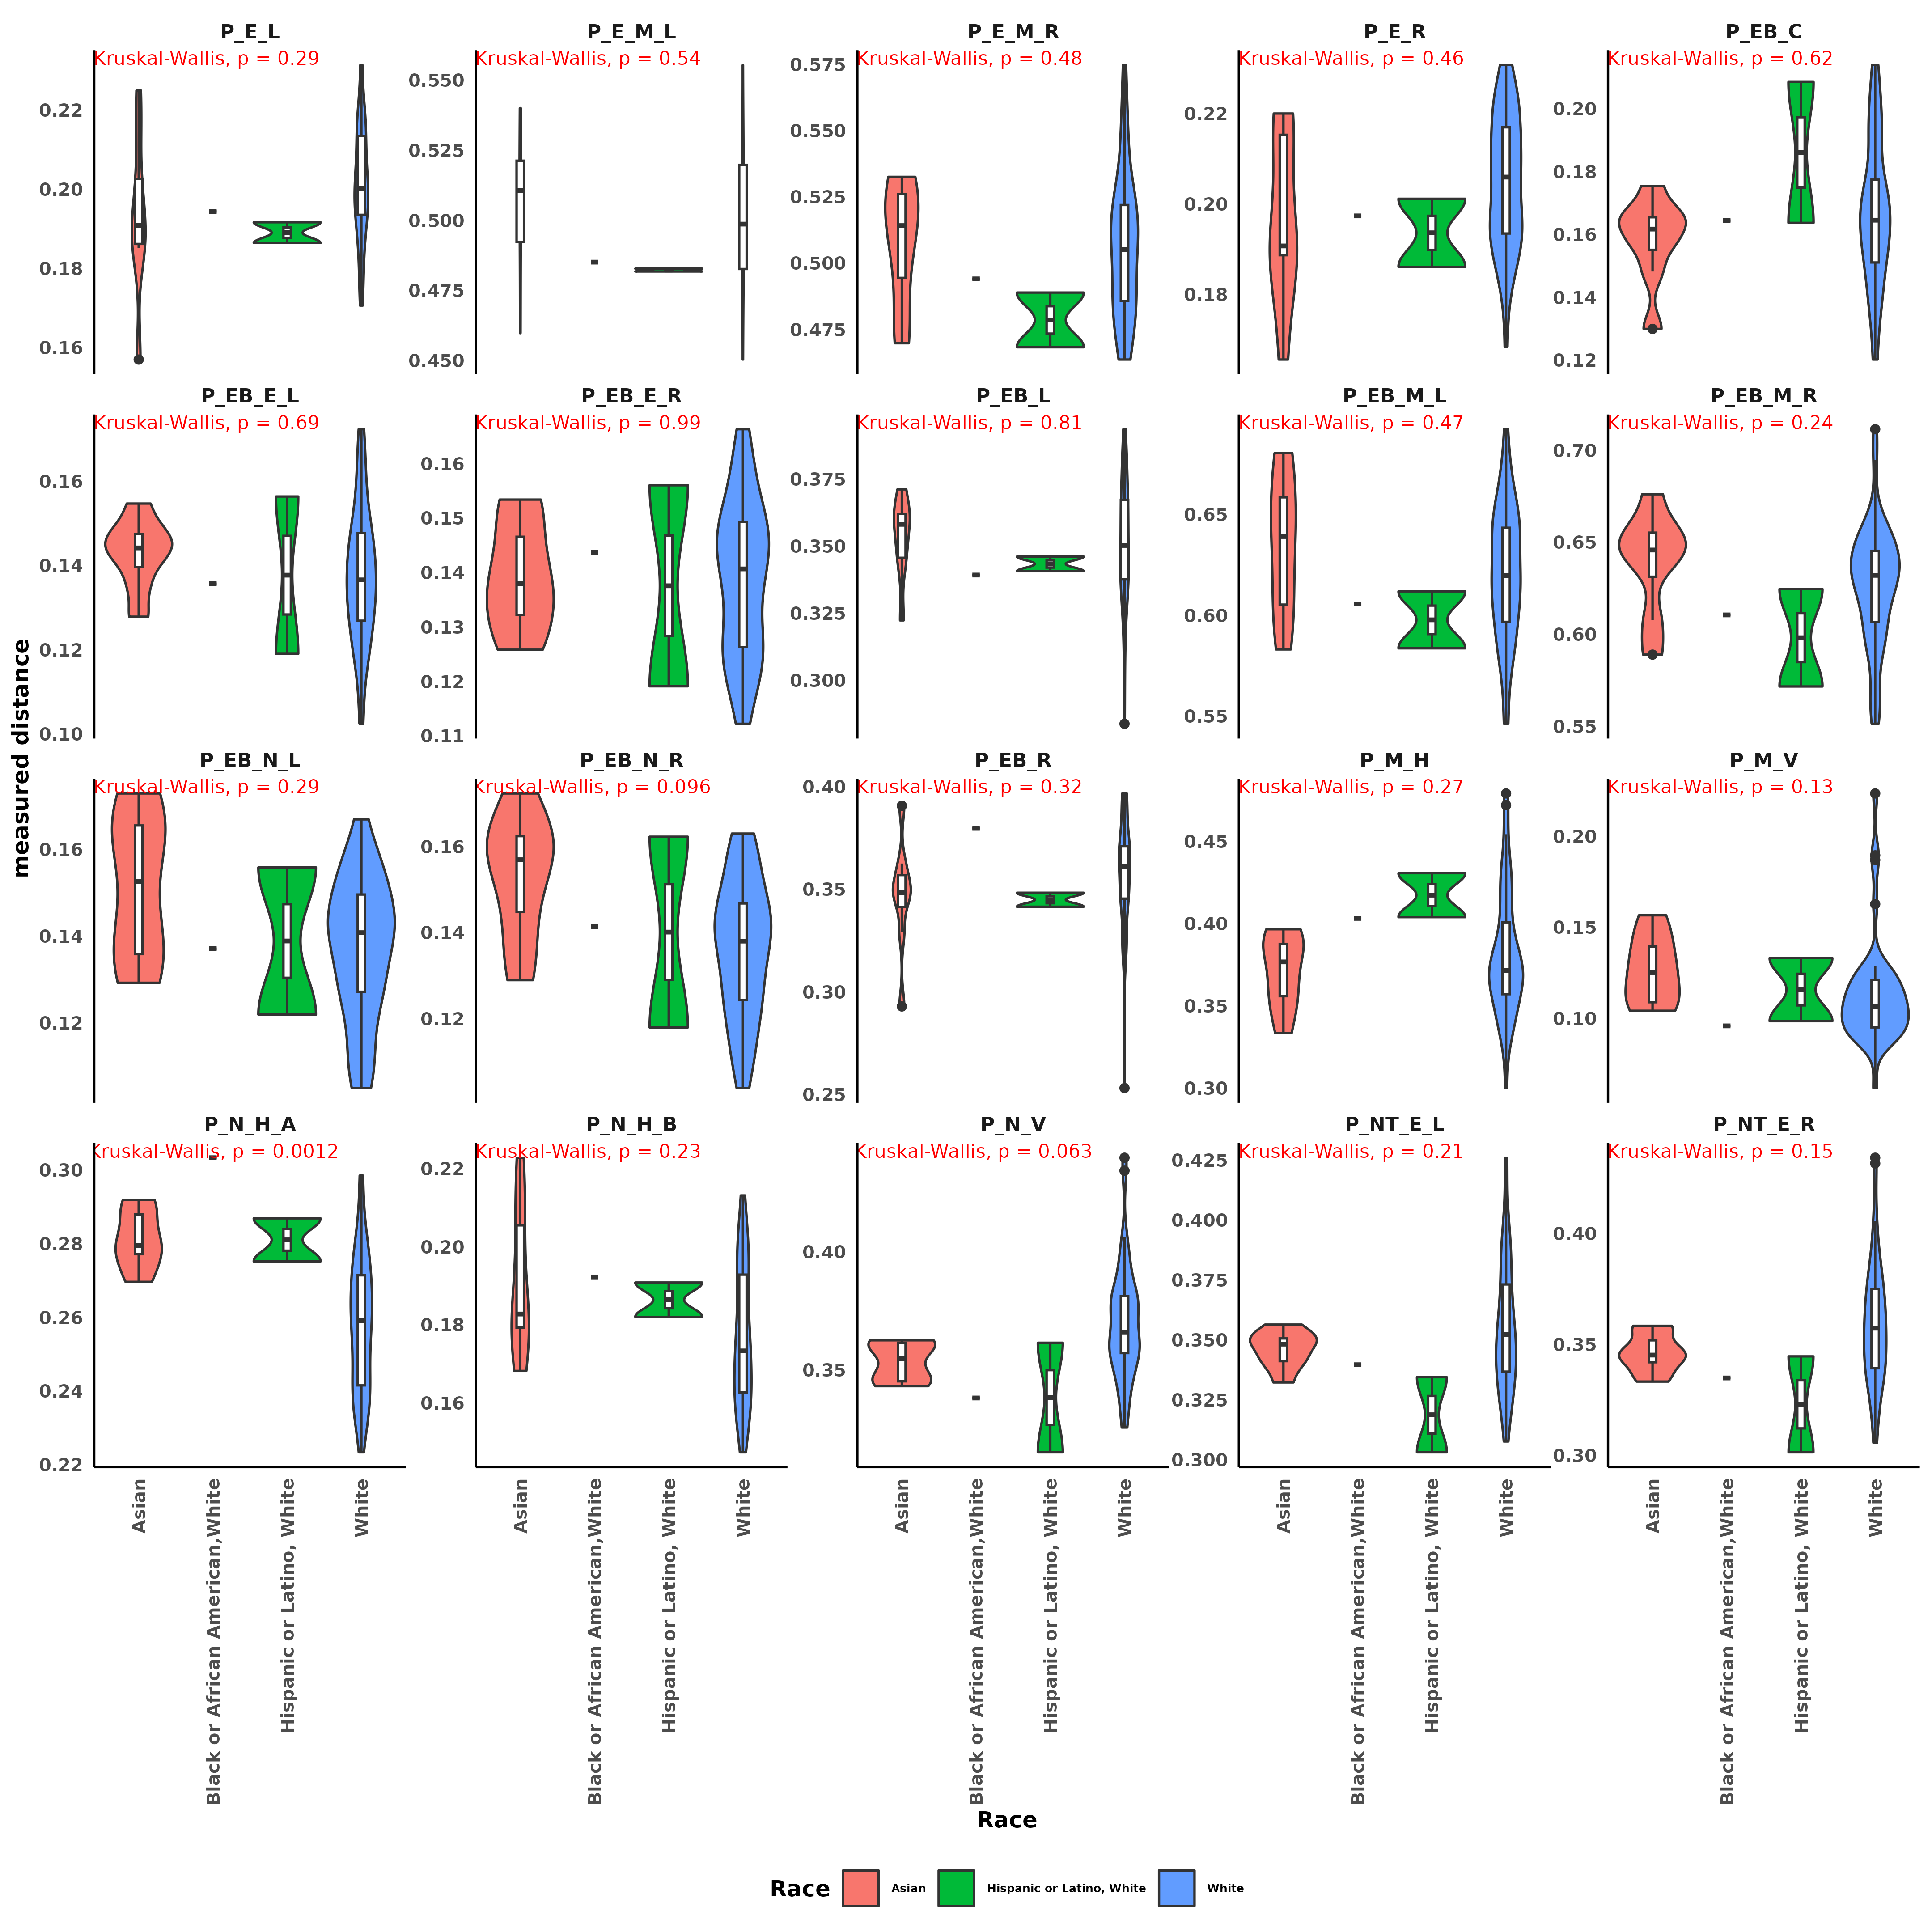 P_E_L P_E_M_L P_E_M_R P_E_R P_EB_C
Kruskal-Wallis, p = 0.29 Kruskal-Wallis, p = 0.54 Kruskal-Wallis, p = 0.48 Kruskal-Wallis, p = 0.46 Kruskal-Wallis, p = 0.62
0.22 0.20 0.18 0.16
0.550 0.525 0.500 0.475 0.450
0.575 0.550 0.525 0.500 0.475
0.22 0.20 0.18
0.20 0.18 0.16 0.14 0.12
P_EB_E_L P_EB_E_R P_EB_L P_EB_M_L P_EB_M_R
Kruskal-Wallis, p = 0.69 Kruskal-Wallis, p = 0.99 Kruskal-Wallis, p = 0.81 Kruskal-Wallis, p = 0.47 Kruskal-Wallis, p = 0.24
0.16 0.14 0.12 0.10
0.16 0.15 0.14 0.13 0.12 0.11
0.375 0.350 0.325 0.300
0.65 0.60 0.55
0.70 0.65 0.60 0.55
measured distance
P_EB_N_L P_EB_N_R P_EB_R P_M_H P_M_V
Kruskal-Wallis, p = 0.29 Kruskal-Wallis, p = 0.096 Kruskal-Wallis, p = 0.32 Kruskal-Wallis, p = 0.27 Kruskal-Wallis, p = 0.13
0.16 0.14 0.12
0.16 0.14 0.12
0.40 0.35 0.30 0.25
0.45 0.40 0.35 0.30
0.20 0.15 0.10
P_N_H_A P_N_H_B P_N_V P_NT_E_L P_NT_E_R
Kruskal-Wallis, p = 0.0012 Kruskal-Wallis, p = 0.23 Kruskal-Wallis, p = 0.063 Kruskal-Wallis, p = 0.21 Kruskal-Wallis, p = 0.15
0.30 0.28 0.26 0.24 0.22
0.22 0.20 0.18 0.16
0.40 0.35
0.425 0.400 0.375 0.350 0.325 0.300
0.40 0.35 0.30
Asian
Black or African American,White
Hispanic or Latino, White
White
Asian
Black or African American,White
Hispanic or Latino, White
White
Asian
Black or African American,White
Hispanic or Latino, White
White
Asian
Black or African American,White
Hispanic or Latino, White
White
Asian
Black or African American,White
Hispanic or Latino, White
White
Race
Race Asian Hispanic or Latino, White White